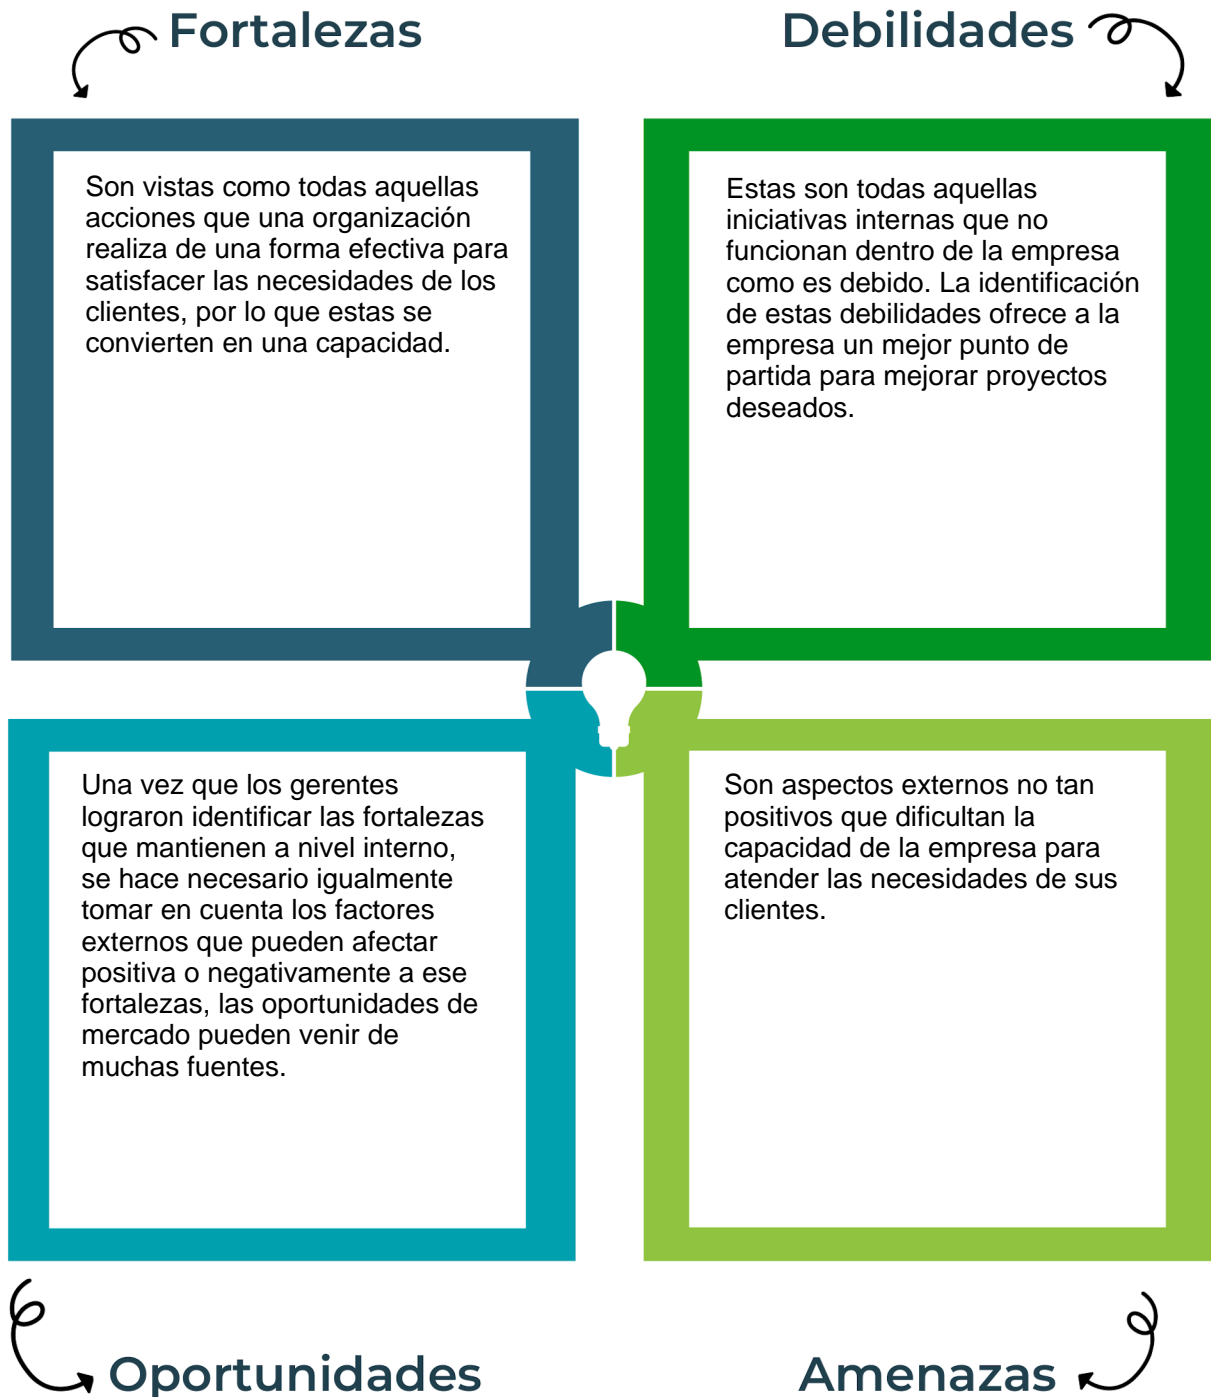 Fortalezas
Son vistas como todas aquellas
acciones que una organización
realiza de una forma efectiva para
satisfacer las necesidades de los
clientes, por lo que estas se
convierten en una capacidad.
Debilidades
Estas son todas aquellas
iniciativas internas que no
funcionan dentro de la empresa
como es debido. La identificación
de estas debilidades ofrece a la
empresa un mejor punto de
partida para mejorar proyectos
deseados.
Una vez que los gerentes
lograron identificar las fortalezas
que mantienen a nivel interno,
se hace necesario igualmente
tomar en cuenta los factores
externos que pueden afectar
positiva o negativamente a ese
fortalezas, las oportunidades de
mercado pueden venir de
muchas fuentes.
Oportunidades
Son aspectos externos no tan
positivos que dificultan la
capacidad de la empresa para
atender las necesidades de sus
clientes.
Amenazas